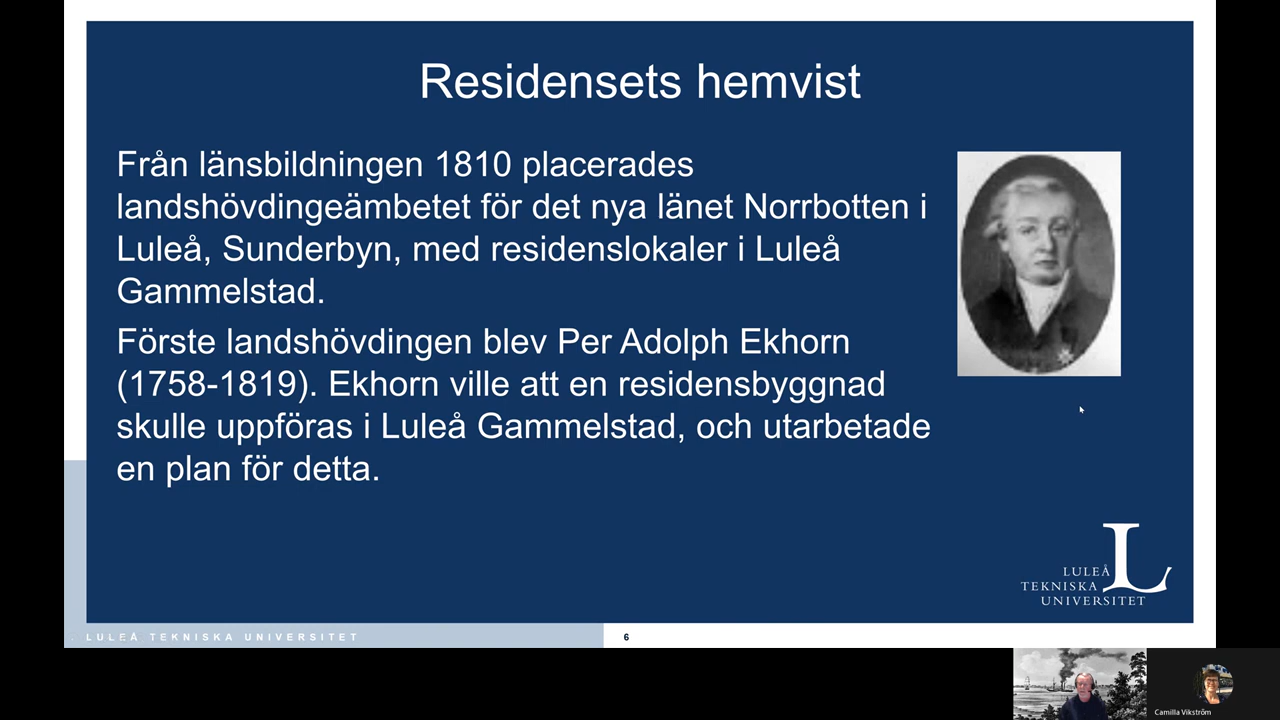 Residensets hemvist
Från länsbildningen 1810 placerades
landshövdingeämbetet för det nya länet Norrbotten i
Luleå, Sunderbyn, med residenslokaler i Luleå
Gammelstad.
Förste landshövdingen blev Per Adolph Ekhorn
(1758-1819). Ekhorn ville att en residensbyggnad
skulle uppföras i Luleå Gammelstad, och utarbetade
en plan för detta.
LULEÅ
TEKNISKA
UNIVERSITET
L
LULEÅ TEKNISKA UNIVERSITET
6
Camilla Vikström